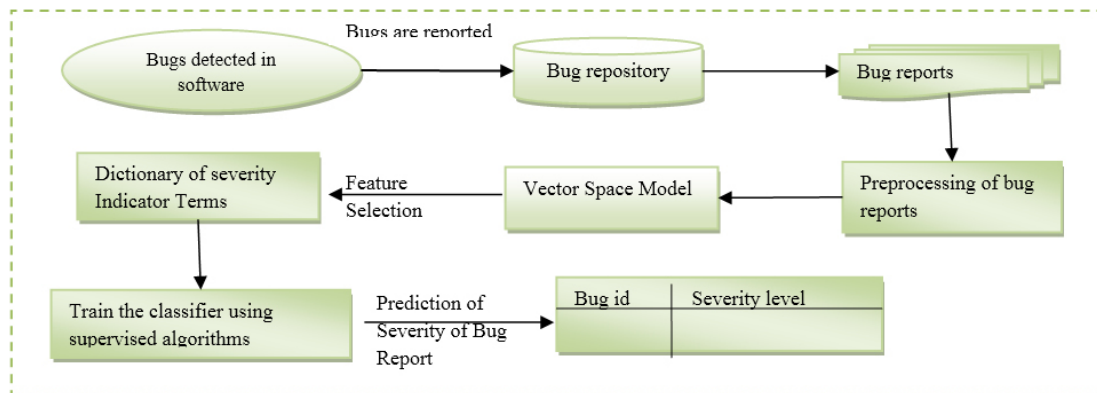 Bugs are reported
Bugs detected in
software
Bug repository
Bug reports
Dictionary of severity
Indicator Terms
Feature
Selection
Vector Space Model
Preprocessing of bug
reports
Train the classifier using
supervised algorithms
Prediction of
Severity of Bug
Report
Bug id
Severity level